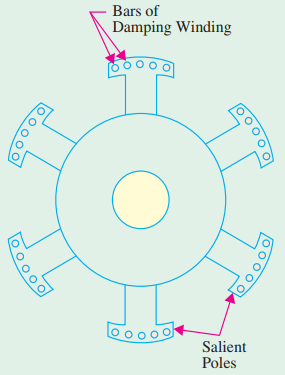 Bars of
Damping Winding
Salient
Poles